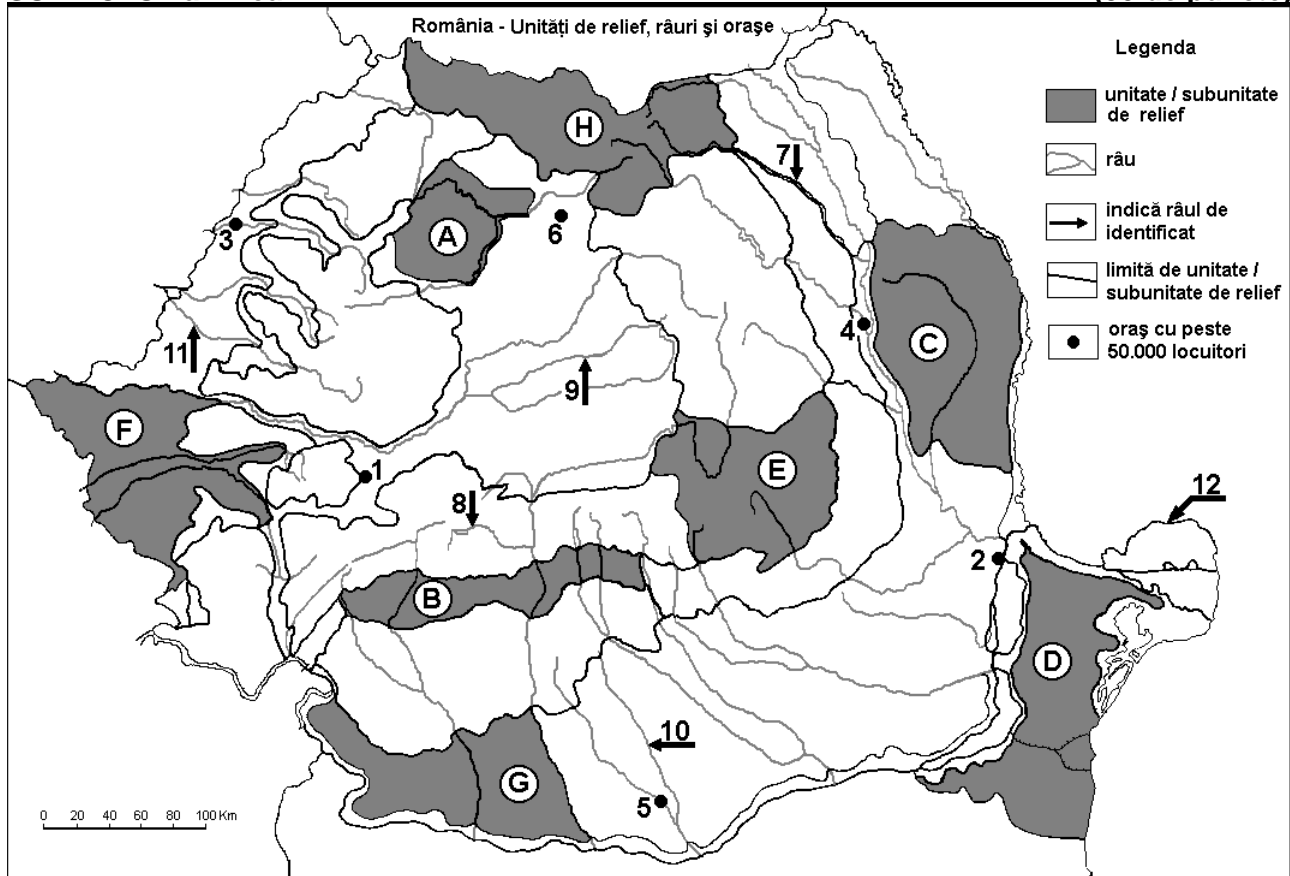 România - Unități de relief, râuri și orașe
Legenda
unitate / subunitate
de relief
râu
indică râul de
identificat
limită de unitate /
subunitate de relief
oraș cu peste
50.000 locuitori
H
7
3
A
6
4
C
11
9
F
1
E
8
12
2
B
D
10
G
5
0 20 40 60 80 100 Km